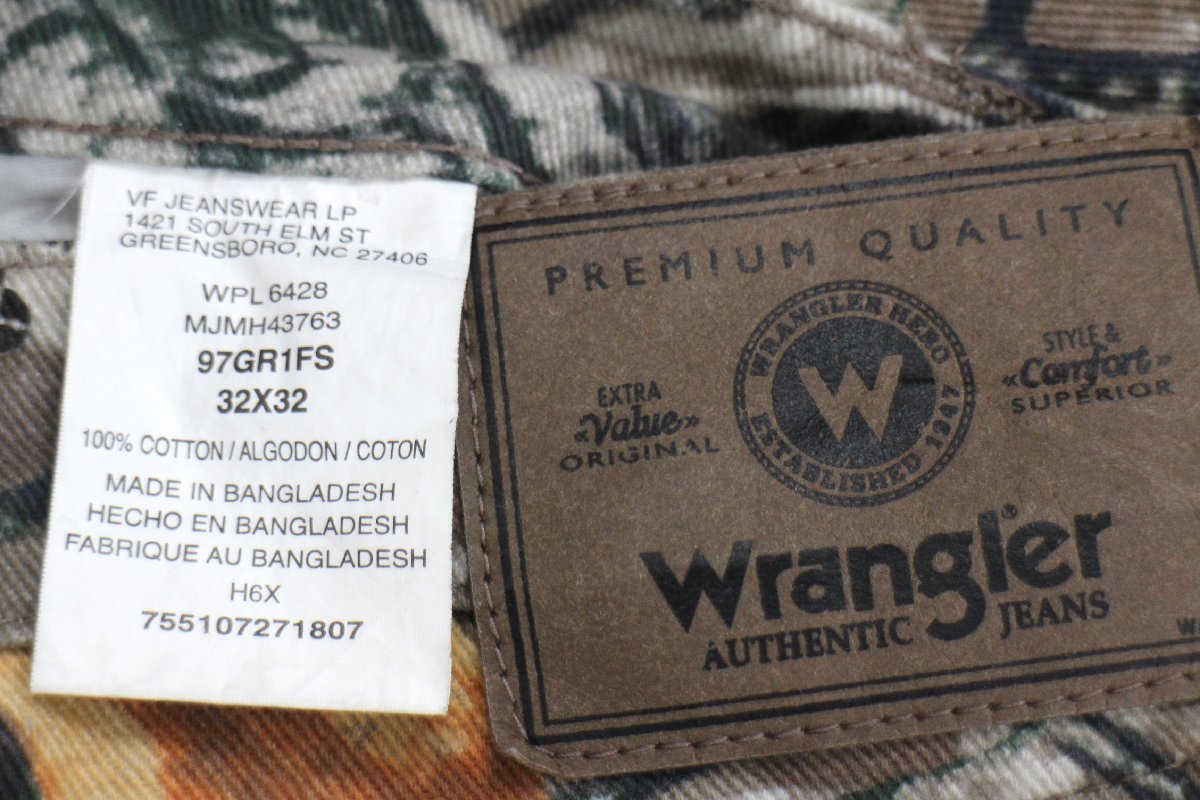 VF JEANSWEAR LP
1421 SOUTH ELM ST
GREENSBORO, NC 27406
WPL 6428
MJMH43763
97GR1FS
32X32
100% COTTON / ALGODON / COTON
MADE IN BANGLADESH
HECHO EN BANGLADESH
FABRIQUE AU BANGLADESH
H6X
755107271807
PREMIUM QUALITY
WRANGLER HERO
W
ESTABLISHED 1947
EXTRA
«Value»
ORIGINAL
STYLE &
«Comfort»
SUPERIOR
Wrangler®
AUTHENTIC JEANS